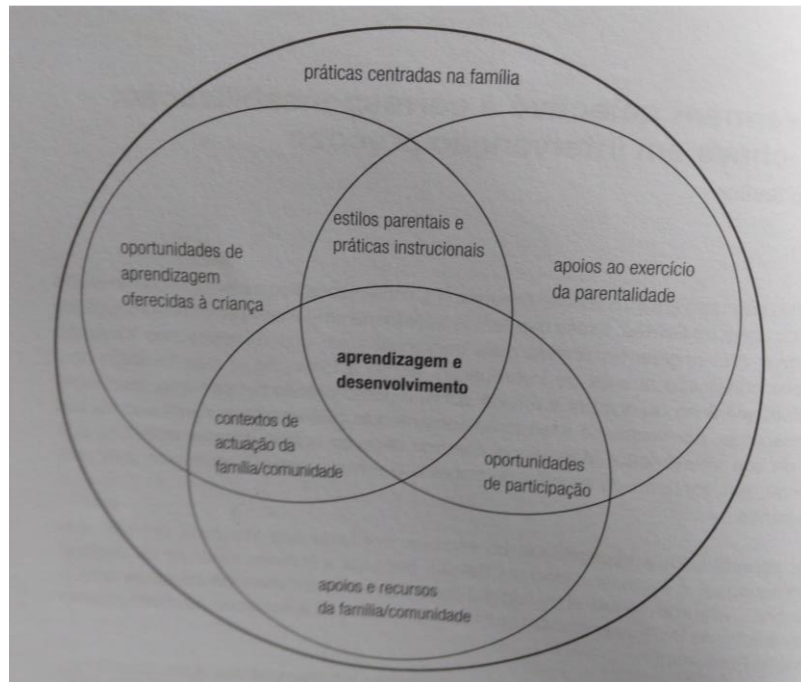 práticas centradas na família
estilos parentais e
práticas instrucionais
oportunidades de
aprendizagem
oferecidas à criança
apoios ao exercício
da parentalidade
aprendizagem e
desenvolvimento
contextos de
actuação da
família/comunidade
oportunidades
de participação
apoios e recursos
da família/comunidade